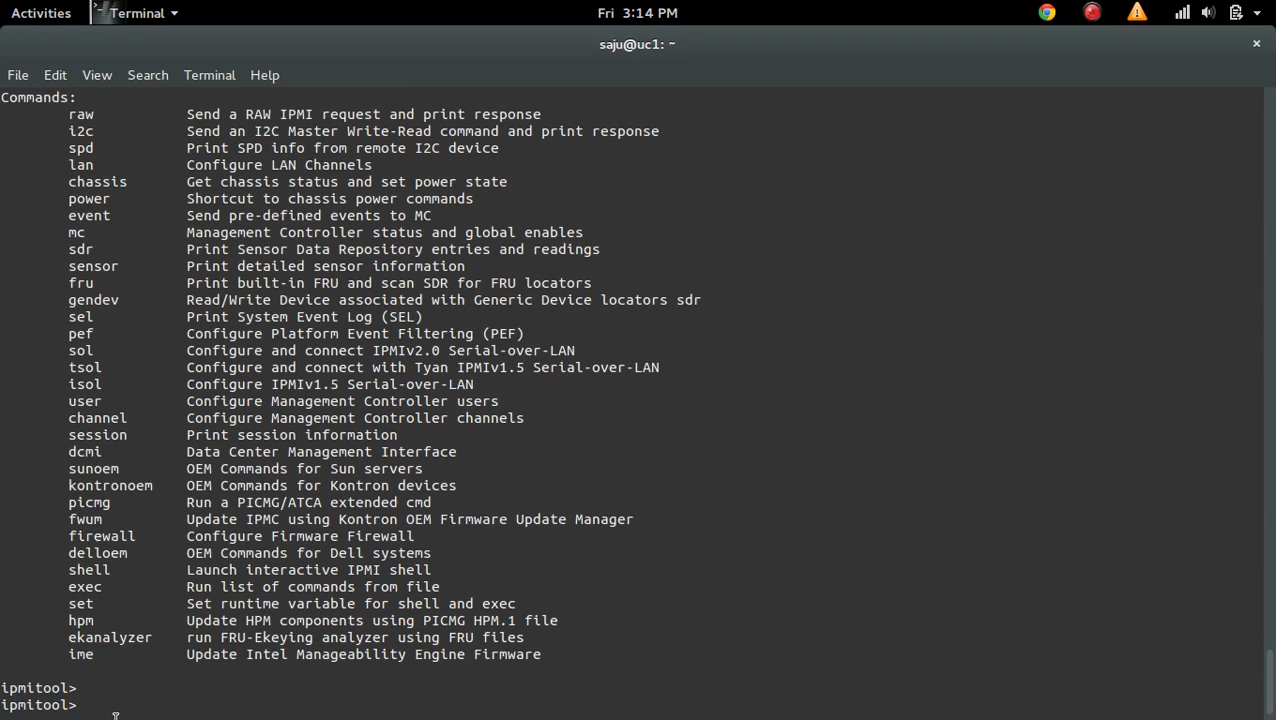 Activities Terminal Fri 3:14 PM
saju@uc1: ~ ×
File Edit View Search Terminal Help
Commands:
raw Send a RAW IPMI request and print response
i2c Send an I2C Master Write-Read command and print response
spd Print SPD info from remote I2C device
lan Configure LAN Channels
chassis Get chassis status and set power state
power Shortcut to chassis power commands
event Send pre-defined events to MC
mc Management Controller status and global enables
sdr Print Sensor Data Repository entries and readings
sensor Print detailed sensor information
fru Print built-in FRU and scan SDR for FRU locators
gendev Read/Write Device associated with Generic Device locators sdr
sel Print System Event Log (SEL)
pef Configure Platform Event Filtering (PEF)
sol Configure and connect IPMIv2.0 Serial-over-LAN
tsol Configure and connect with Tyan IPMIv1.5 Serial-over-LAN
isol Configure IPMIv1.5 Serial-over-LAN
user Configure Management Controller users
channel Configure Management Controller channels
session Print session information
dcmi Data Center Management Interface
sunoem OEM Commands for Sun servers
kontronoem OEM Commands for Kontron devices
picmg Run a PICMG/ATCA extended cmd
fwum Update IPMC using Kontron OEM Firmware Update Manager
firewall Configure Firmware Firewall
delloem OEM Commands for Dell systems
shell Launch interactive IPMI shell
exec Run list of commands from file
set Set runtime variable for shell and exec
hpm Update HPM components using PICMG HPM.1 file
ekanalyzer run FRU-Ekeying analyzer using FRU files
ime Update Intel Manageability Engine Firmware
ipmitool>
ipmitool>